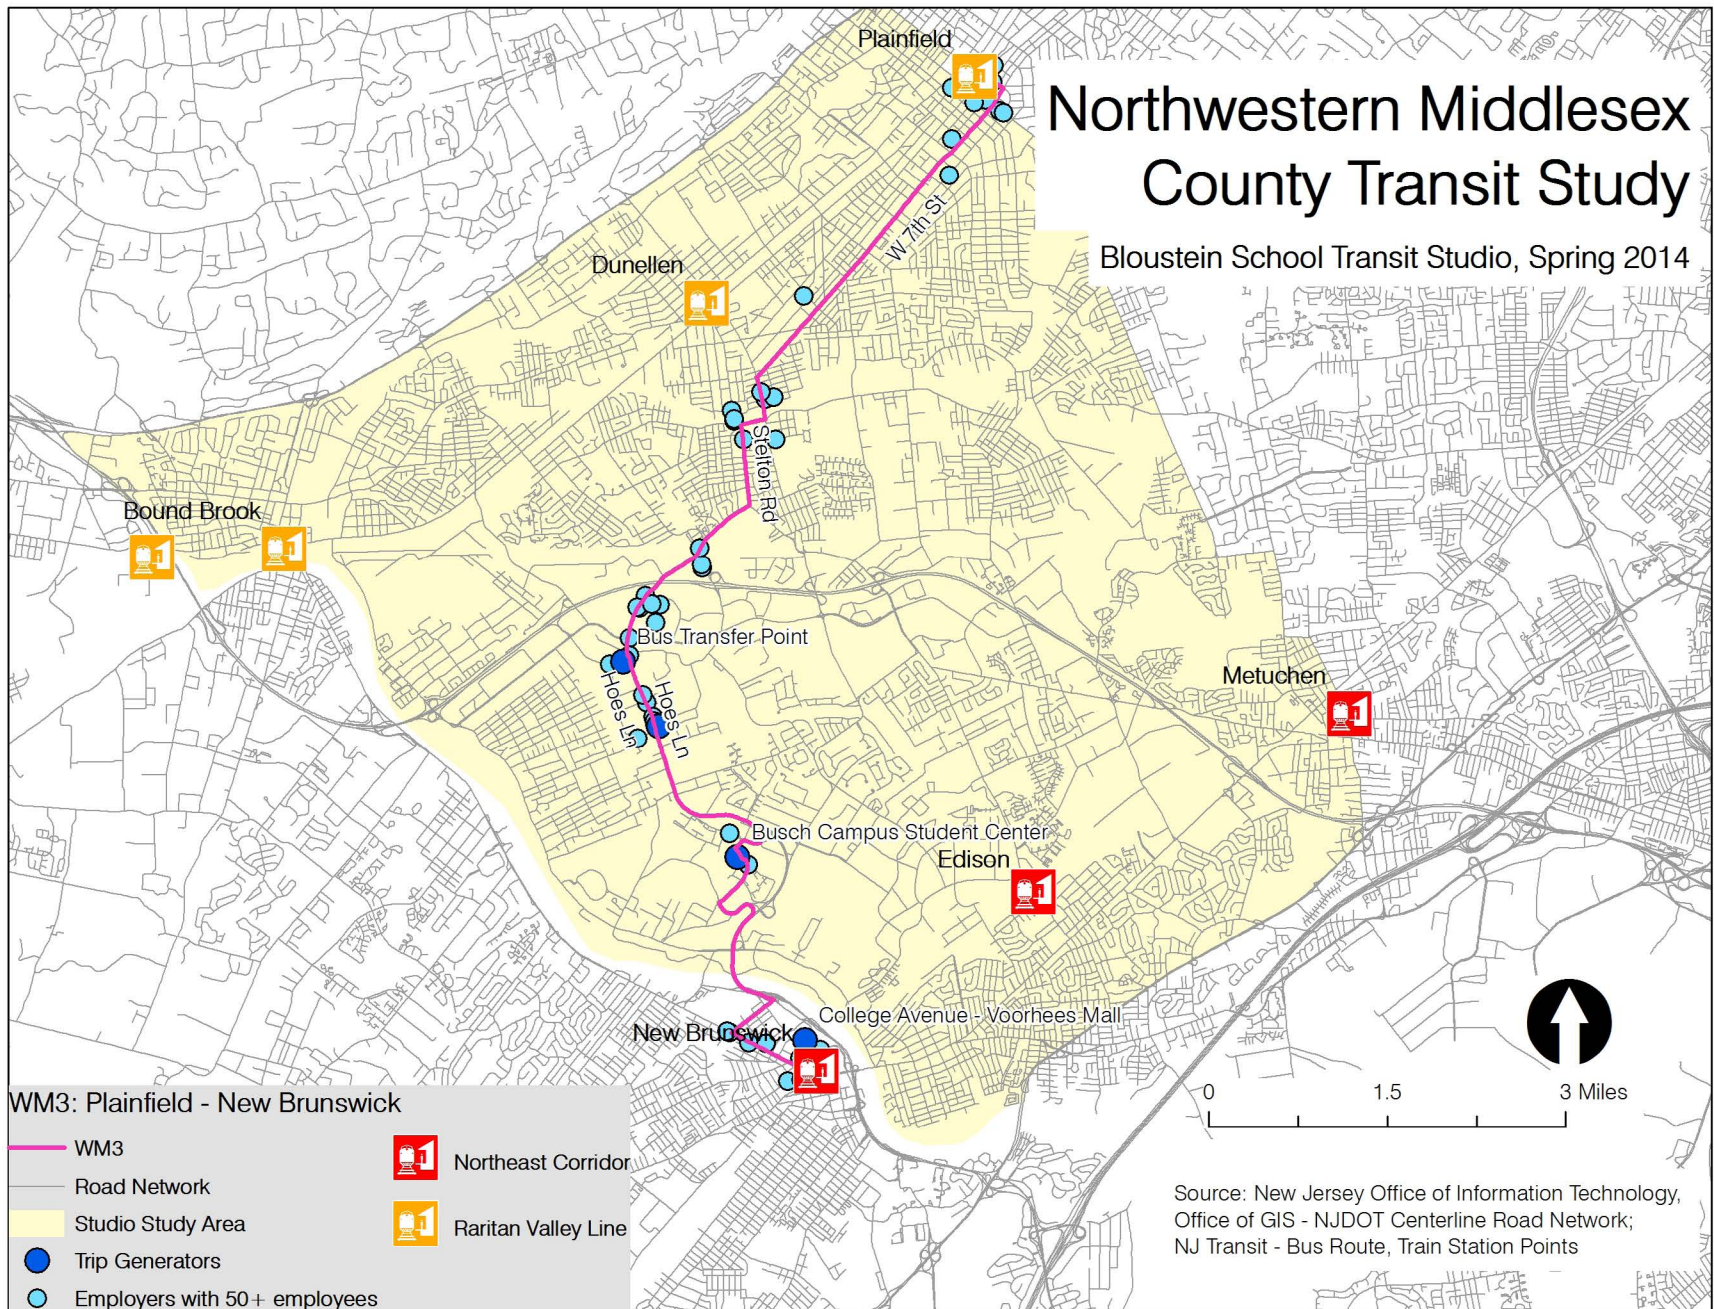 Plainfield
Northwestern Middlesex
County Transit Study
Bloustein School Transit Studio, Spring 2014
W 7th St
Dunellen
Stelton Rd
Bound Brook
Bus Transfer Point
Hoes Ln
Hoes Ln
Metuchen
Busch Campus Student Center
Edison
College Avenue - Voorhees Mall
New Brunswick
0 1.5 3 Miles
WM3: Plainfield - New Brunswick
WM3
Road Network
Studio Study Area
Trip Generators
Employers with 50+ employees
Northeast Corridor
Raritan Valley Line
Source: New Jersey Office of Information Technology,
Office of GIS - NJDOT Centerline Road Network;
NJ Transit - Bus Route, Train Station Points